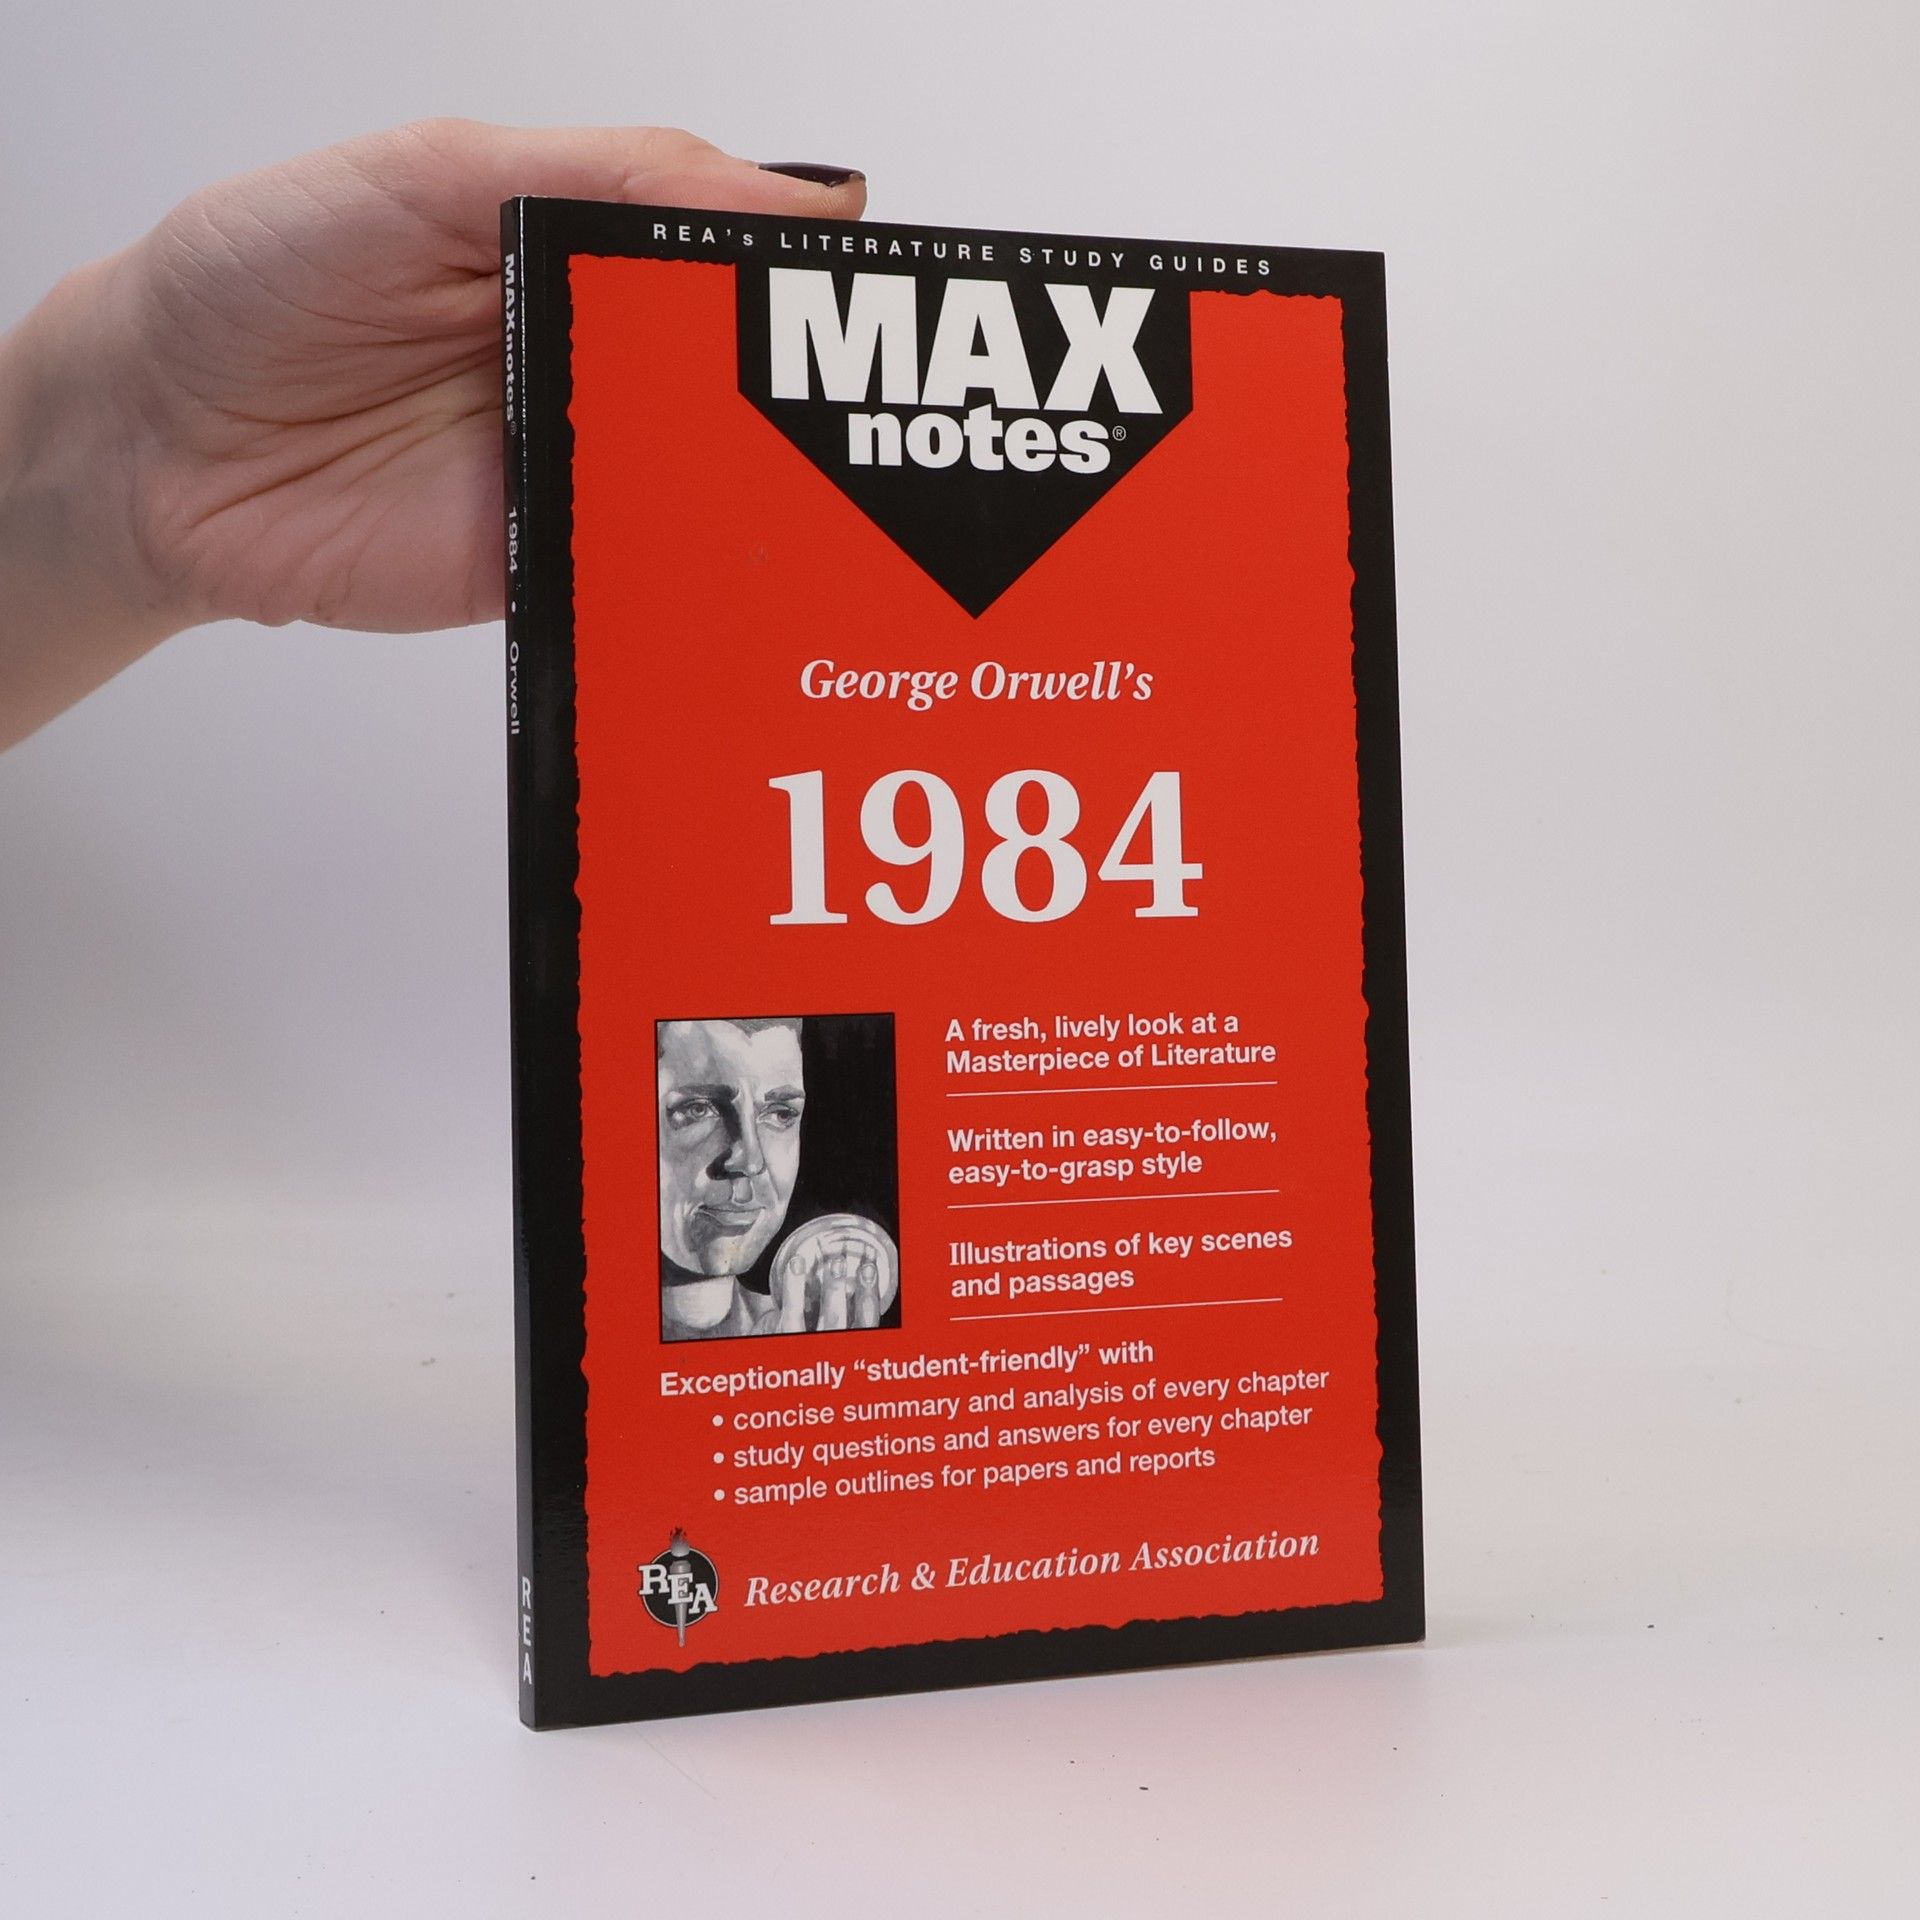 REA's LITERATURE STUDY GUIDES
MAX
notes®
George Orwell's
1984
A fresh, lively look at a
Masterpiece of Literature
Written in easy-to-follow,
easy-to-grasp style
Illustrations of key scenes
and passages
Exceptionally “student-friendly” with
• concise summary and analysis of every chapter
• study questions and answers for every chapter
• sample outlines for papers and reports
REA
Research & Education Association
MAXnotes® 1984 • Orwell REA